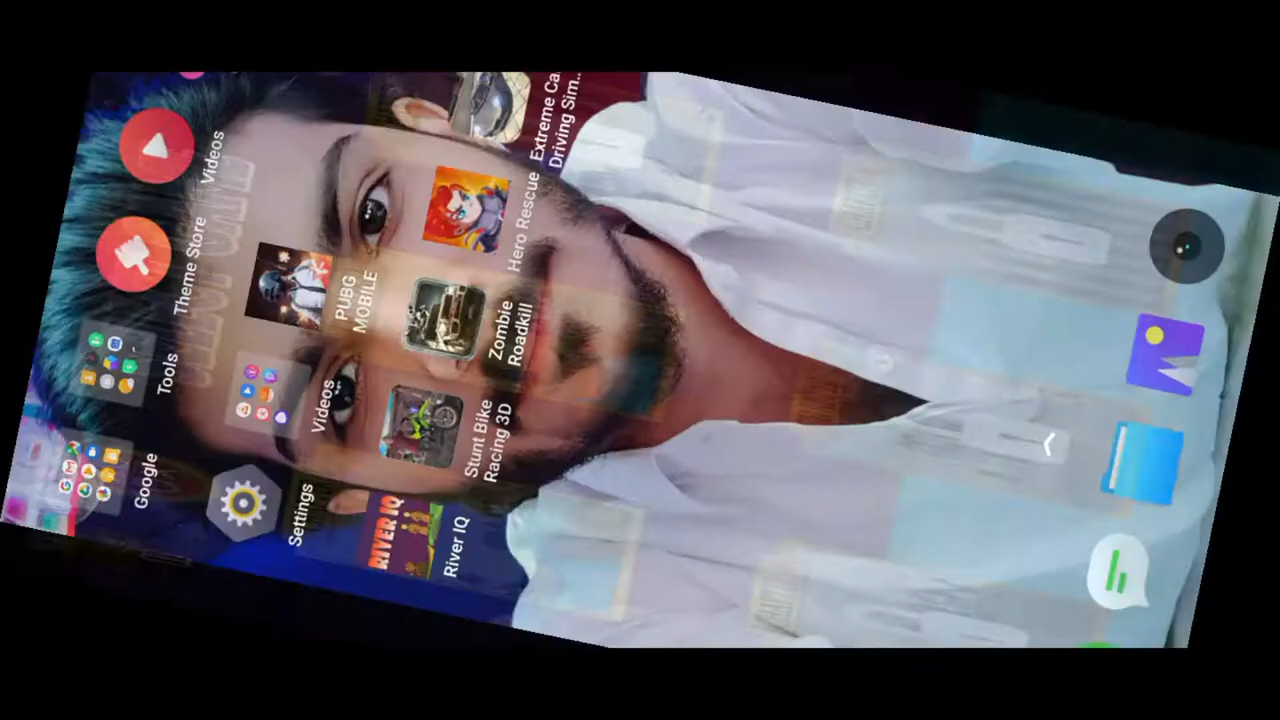 Videos
Theme Store
Tools
Google
Extreme Ca
Driving Sim...
Hero Rescue
PUBG
MOBILE
Zombie
Roadkill
Videos
Stunt Bike
Racing 3D
Settings
RIVER IQ
River IQ